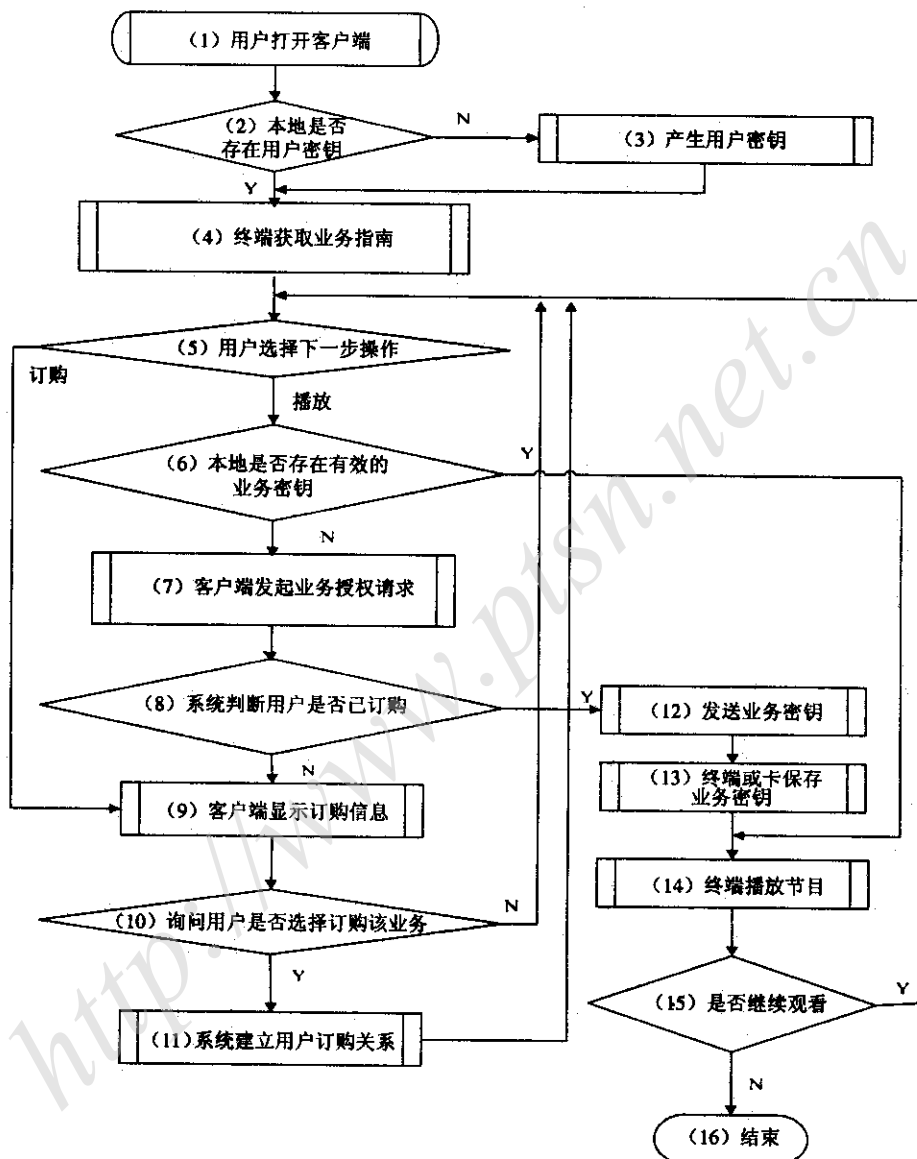 （1）用户打开客户端
（2）本地是否
存在用户密钥
N
（3）产生用户密钥
Y
（4）终端获取业务指南
（5）用户选择下一步操作
订购
播放
（6）本地是否存在有效的
业务密钥
Y
N
（7）客户端发起业务授权请求
（8）系统判断用户是否已订购
Y
（12）发送业务密钥
N
（13）终端或卡保存
业务密钥
（9）客户端显示订购信息
（14）终端播放节目
（10）询问用户是否选择订购该业务
N
Y
（15）是否继续观看
Y
（11）系统建立用户订购关系
N
（16）结束
http://www.ptsn.net.cn